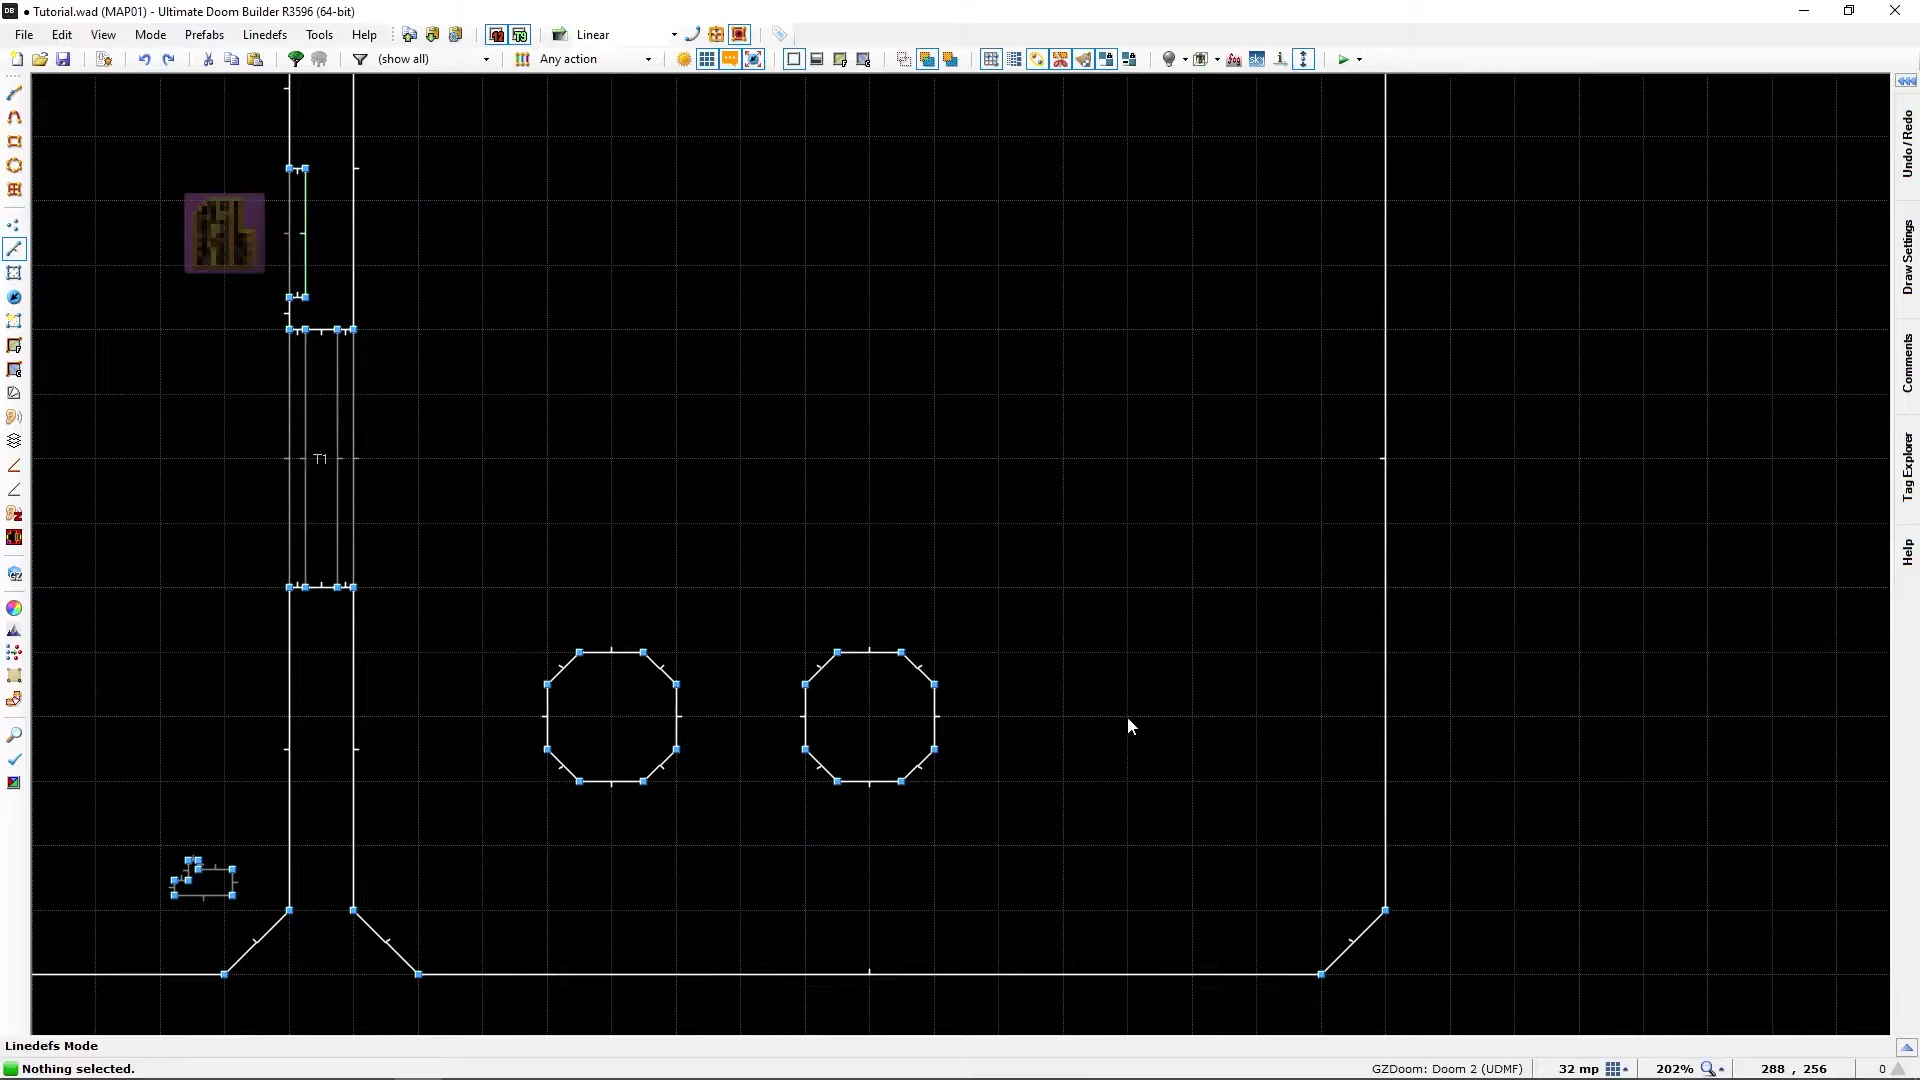 ● Tutorial.wad (MAP01) - Ultimate Doom Builder R3596 (64-bit)
File Edit View Mode Prefabs Linedefs Tools Help Linear
(show all) Any action
Undo / Redo
Draw Settings
Comments
Tag Explorer
Help
T1
Linedefs Mode
Nothing selected. GZDoom: Doom 2 (UDMF) 32 mp 202% 288 , 256 0